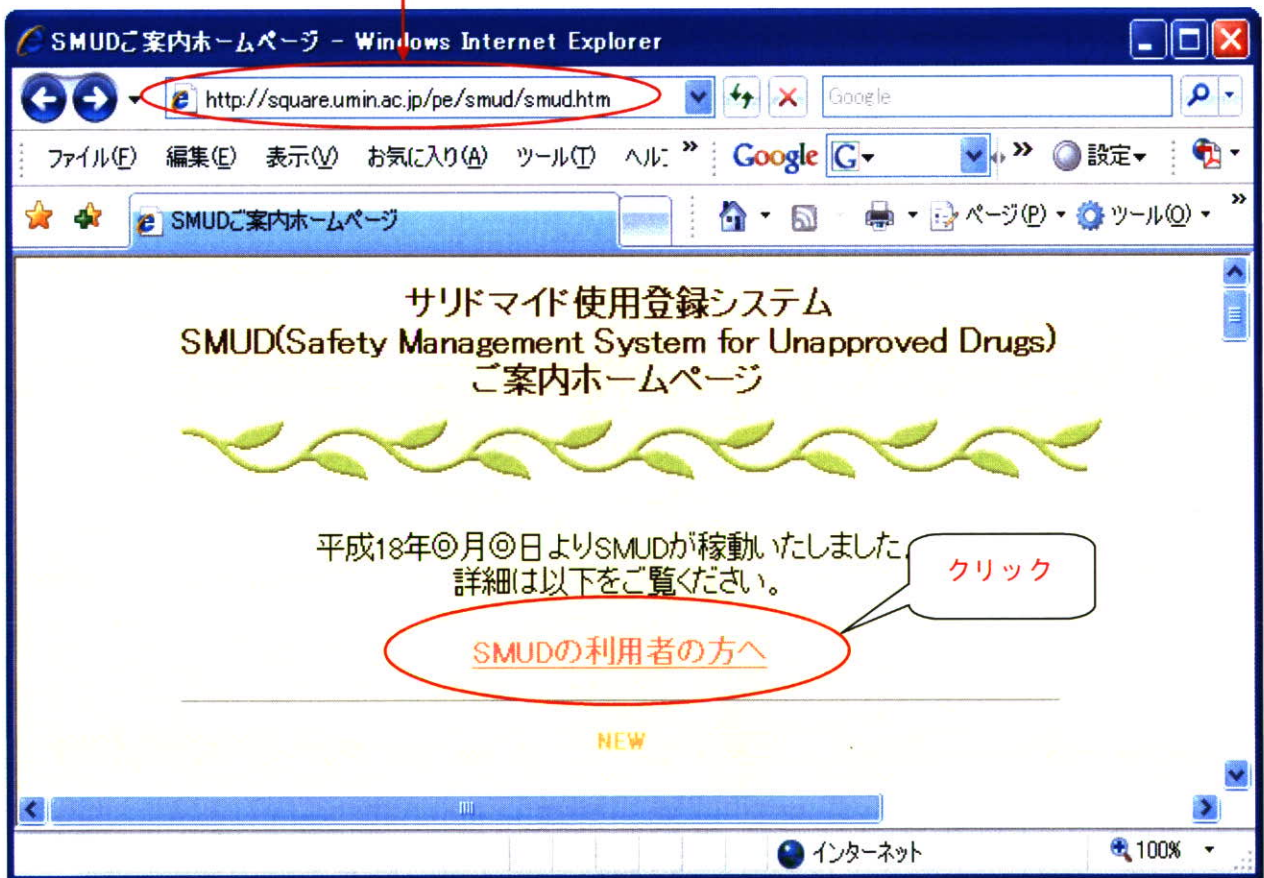 SMUDご案内ホームページ - Windows Internet Explorer
http://square.umin.ac.jp/pe/smud/smud.htm
Google
ファイル(F) 編集(E) 表示(V) お気に入り(A) ツール(T) ヘルプ » Google G 設定
SMUDご案内ホームページ ページ(P) ツール(O) »
サリドマイド使用登録システム
SMUD(Safety Management System for Unapproved Drugs)
ご案内ホームページ
平成18年◎月◎日よりSMUDが稼動いたしました。
詳細は以下をご覧ください。
クリック
SMUDの利用者の方へ
NEW
インターネット 100%